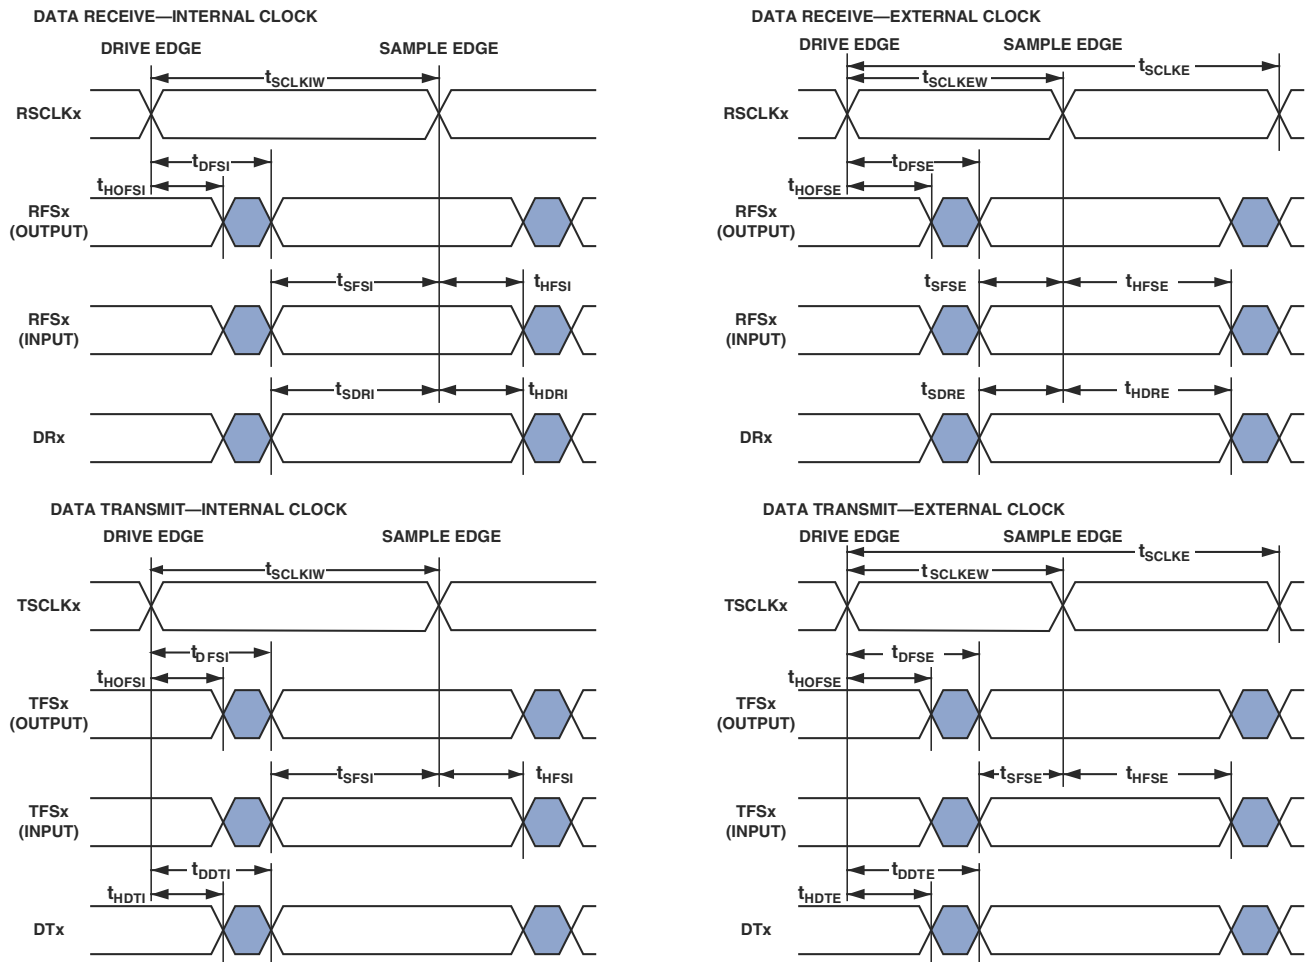 DATA RECEIVE—INTERNAL CLOCK
DRIVE EDGE
SAMPLE EDGE
tSCLKIW
RSCLKx
tDFSI
tHOFSI
RFSx
(OUTPUT)
tSFSI
tHFSI
RFSx
(INPUT)
tSDRI
tHDRI
DRx
DATA RECEIVE—EXTERNAL CLOCK
DRIVE EDGE
SAMPLE EDGE
tSCLKE
tSCLKEW
RSCLKx
tDFSE
tHOFSE
RFSx
(OUTPUT)
tSFSE
tHFSE
RFSx
(INPUT)
tSDRE
tHDRE
DRx
DATA TRANSMIT—INTERNAL CLOCK
DRIVE EDGE
SAMPLE EDGE
tSCLKIW
TSCLKx
tDFSI
tHOFSI
TFSx
(OUTPUT)
tSFSI
tHFSI
TFSx
(INPUT)
tDDTI
tHDTI
DTx
DATA TRANSMIT—EXTERNAL CLOCK
DRIVE EDGE
SAMPLE EDGE
tSCLKE
tSCLKEW
TSCLKx
tDFSE
tHOFSE
TFSx
(OUTPUT)
tSFSE
tHFSE
TFSx
(INPUT)
tDDTE
tHDTE
DTx